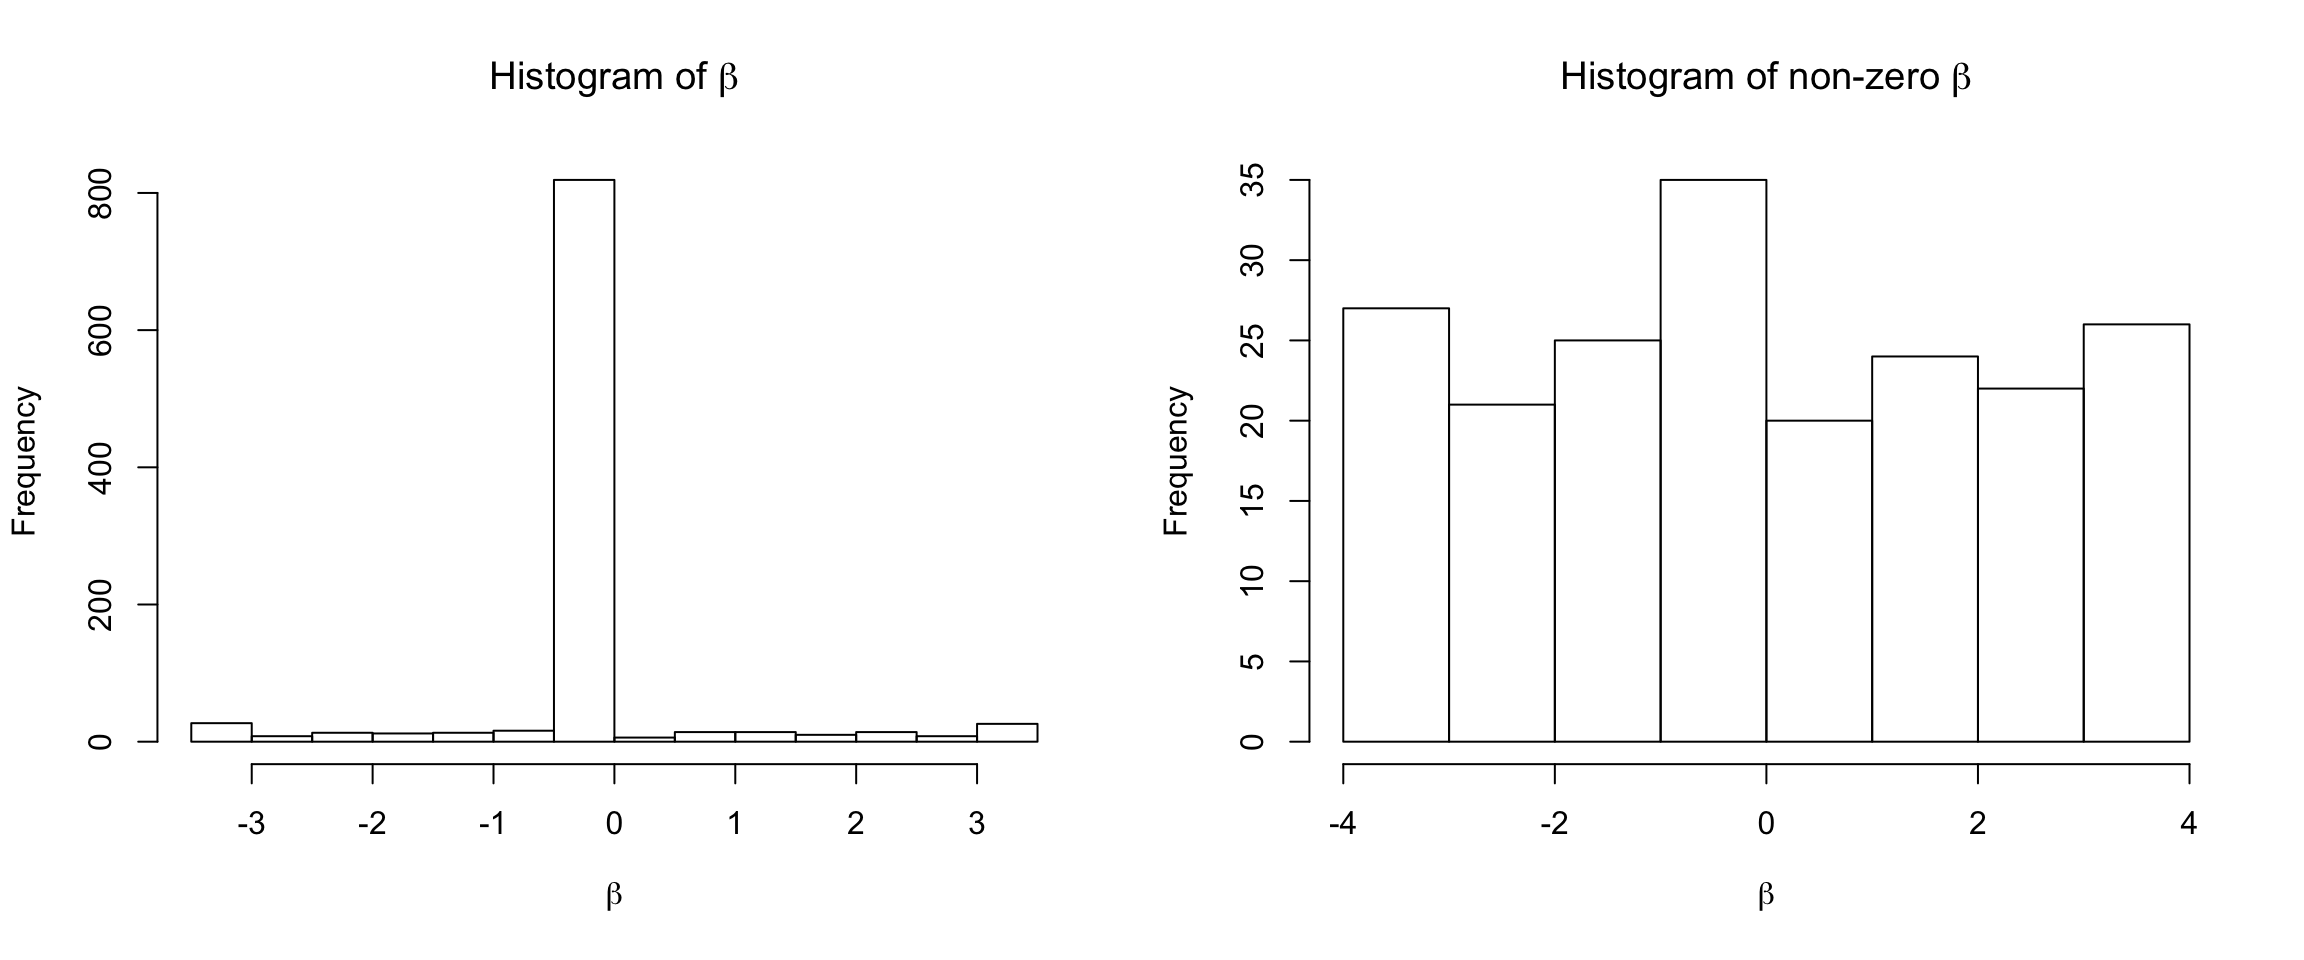 Histogram of β
Frequency
800
600
400
200
0
-3 -2 -1 0 1 2 3
β
Histogram of non-zero β
Frequency
35
30
25
20
15
10
5
0
-4 -2 0 2 4
β